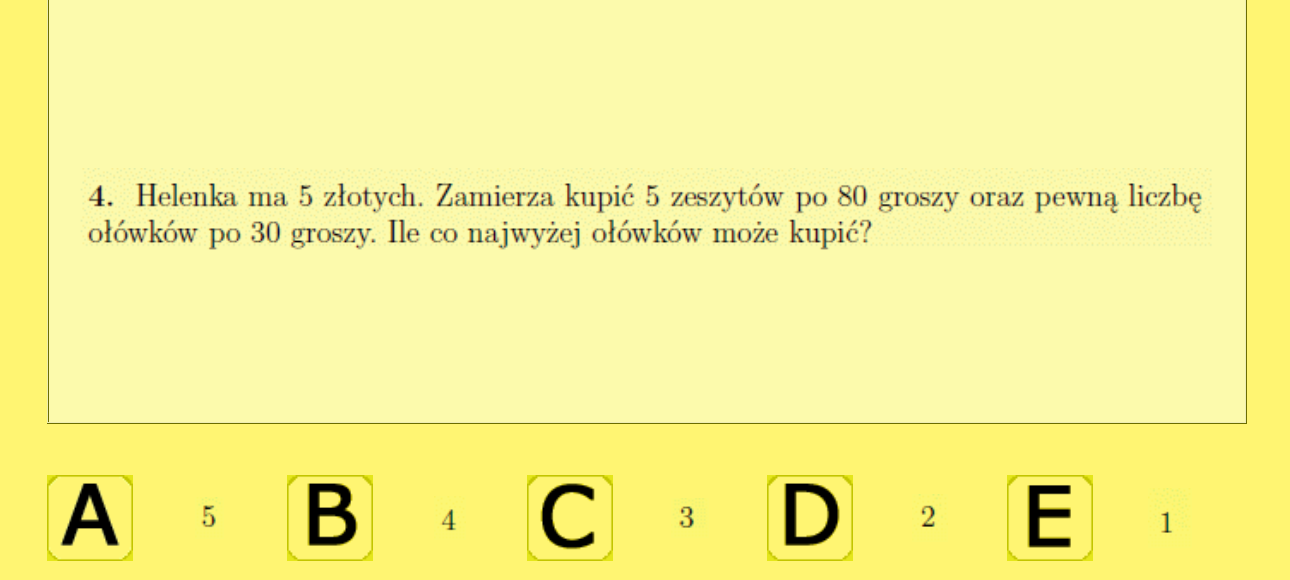 4. Helenka ma 5 złotych. Zamierza kupić 5 zeszytów po 80 groszy oraz pewną liczbę
ołówków po 30 groszy. Ile co najwyżej ołówków może kupić?
A 5 B 4 C 3 D 2 E 1